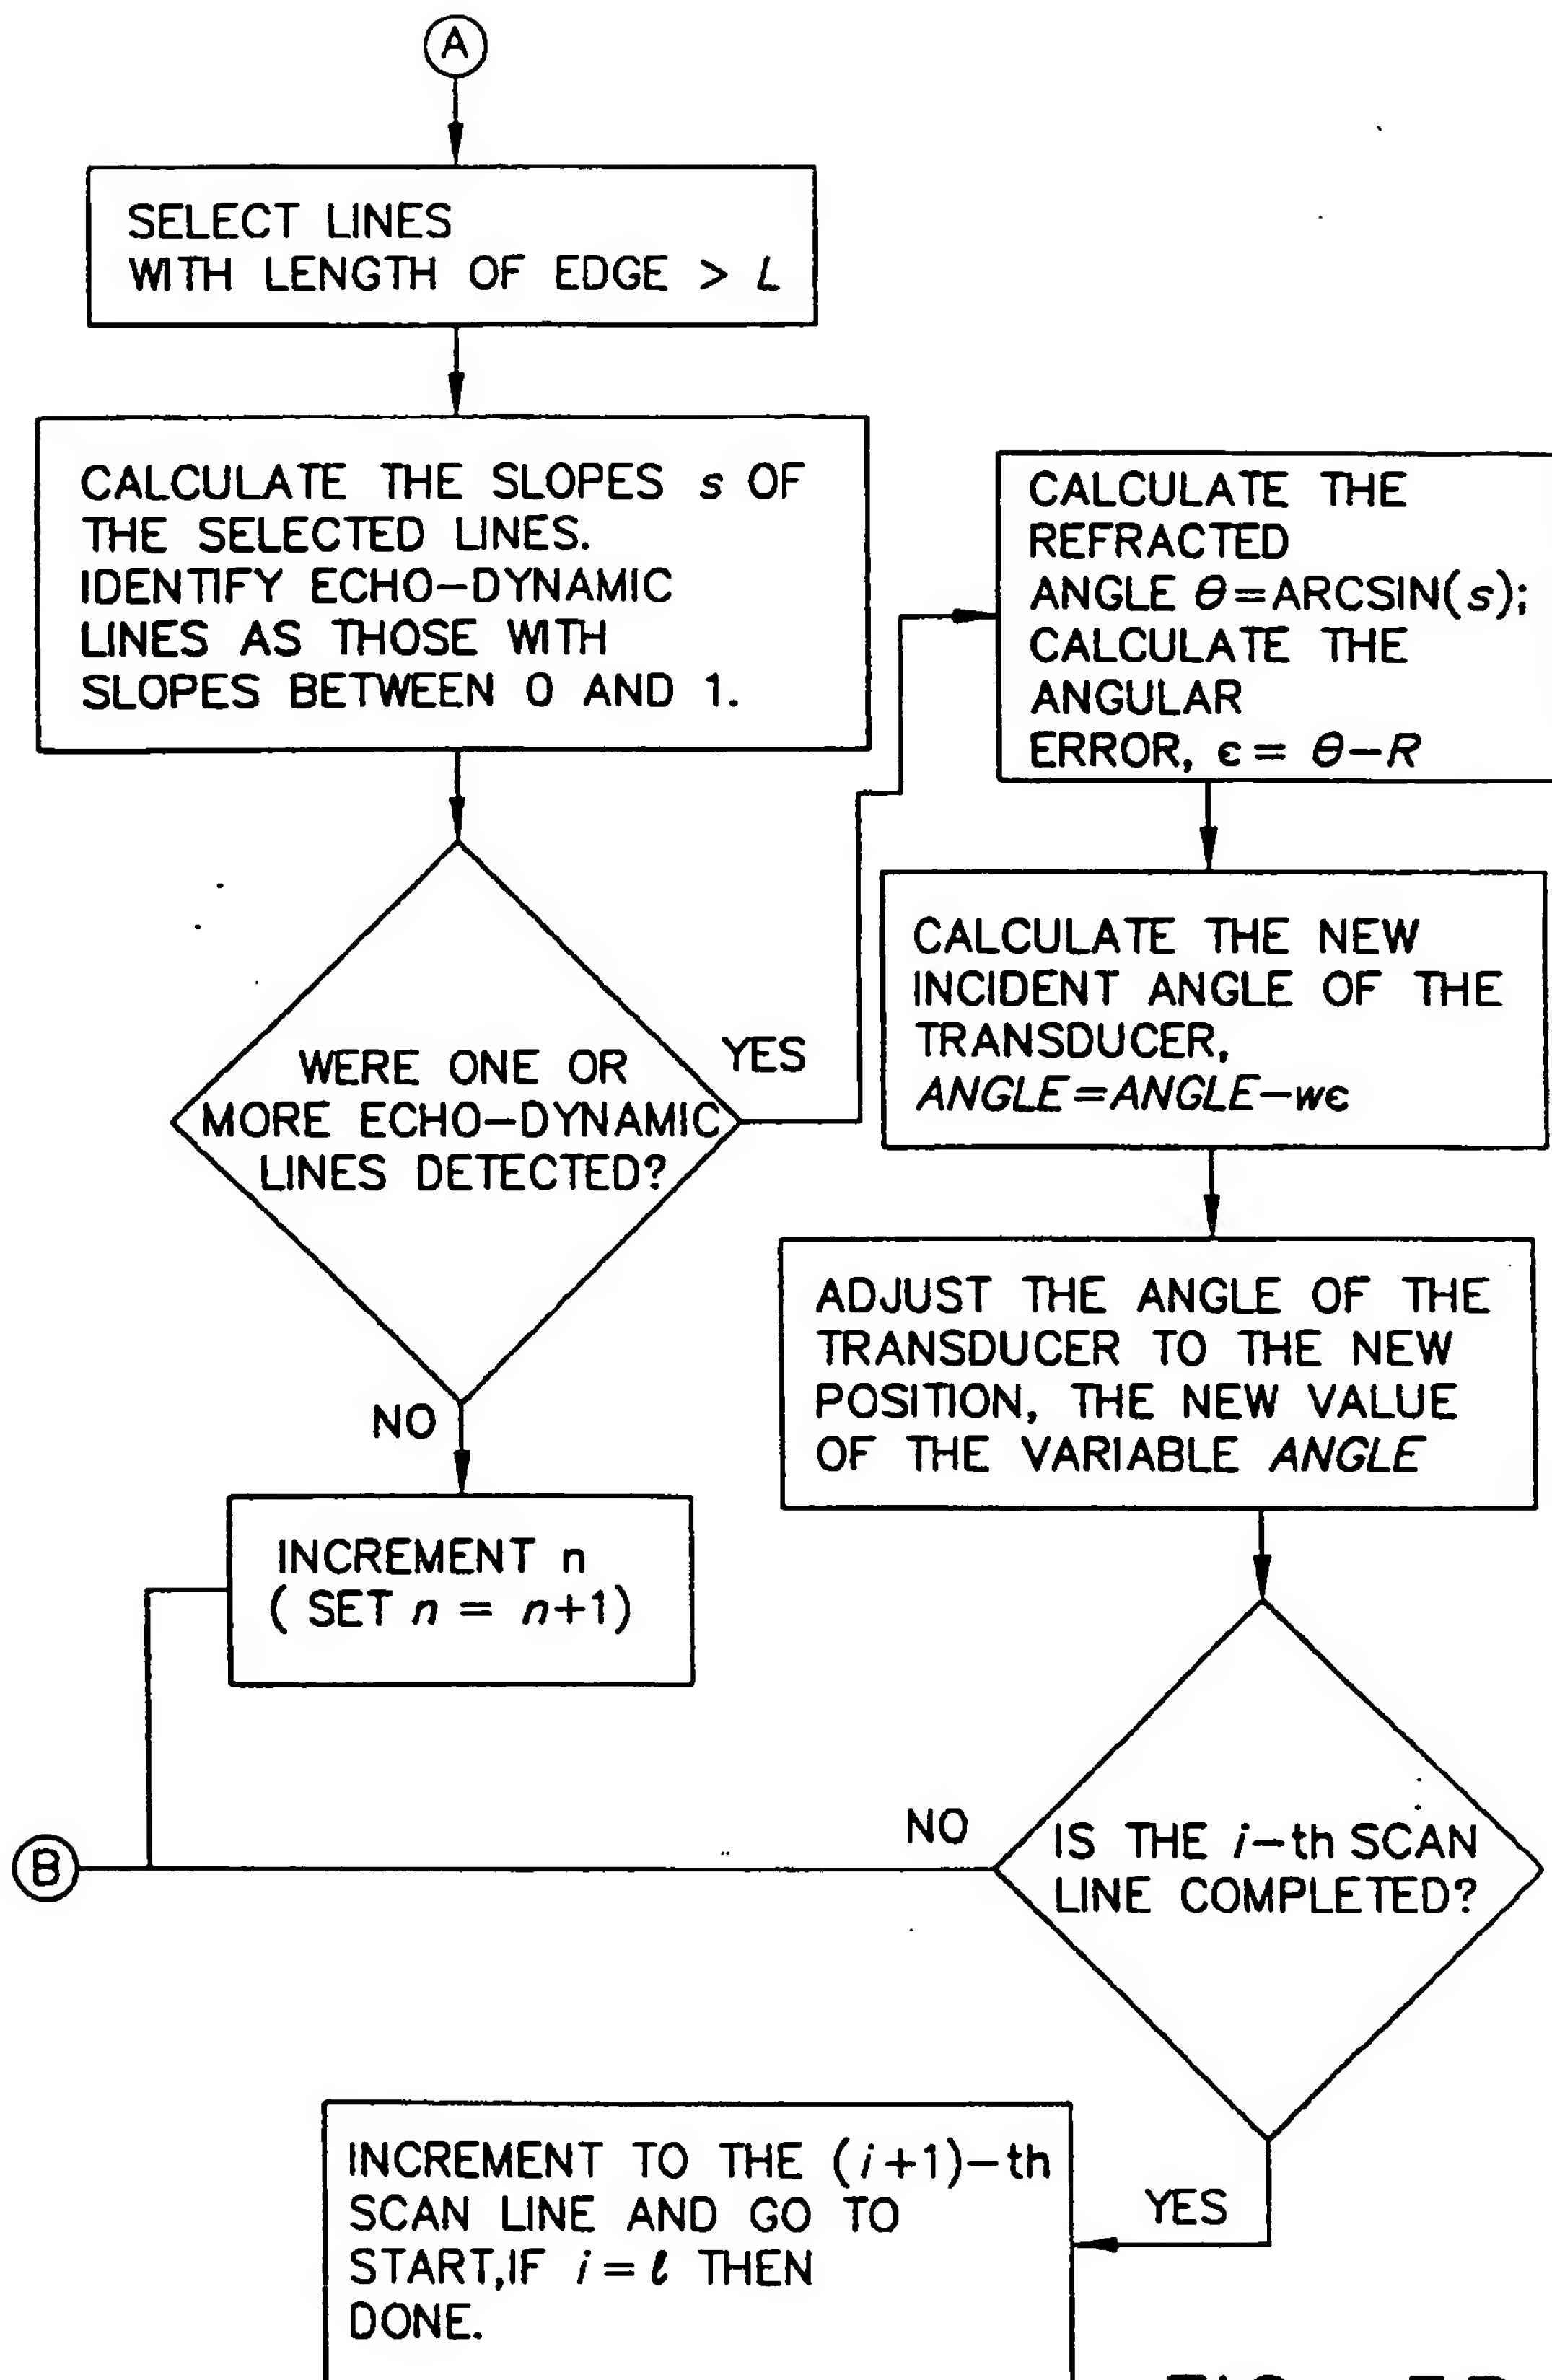 A
SELECT LINES
WITH LENGTH OF EDGE > L
CALCULATE THE SLOPES s OF
THE SELECTED LINES.
IDENTIFY ECHO–DYNAMIC
LINES AS THOSE WITH
SLOPES BETWEEN 0 AND 1.
WERE ONE OR
MORE ECHO–DYNAMIC
LINES DETECTED?
YES
NO
INCREMENT n
( SET n = n+1)
CALCULATE THE
REFRACTED
ANGLE θ=ARCSIN(s);
CALCULATE THE
ANGULAR
ERROR, ϵ= θ–R
CALCULATE THE NEW
INCIDENT ANGLE OF THE
TRANSDUCER,
ANGLE=ANGLE–wϵ
ADJUST THE ANGLE OF THE
TRANSDUCER TO THE NEW
POSITION, THE NEW VALUE
OF THE VARIABLE ANGLE
IS THE i–th SCAN
LINE COMPLETED?
NO
B
YES
INCREMENT TO THE (i+1)–th
SCAN LINE AND GO TO
START,IF i=ℓ THEN
DONE.